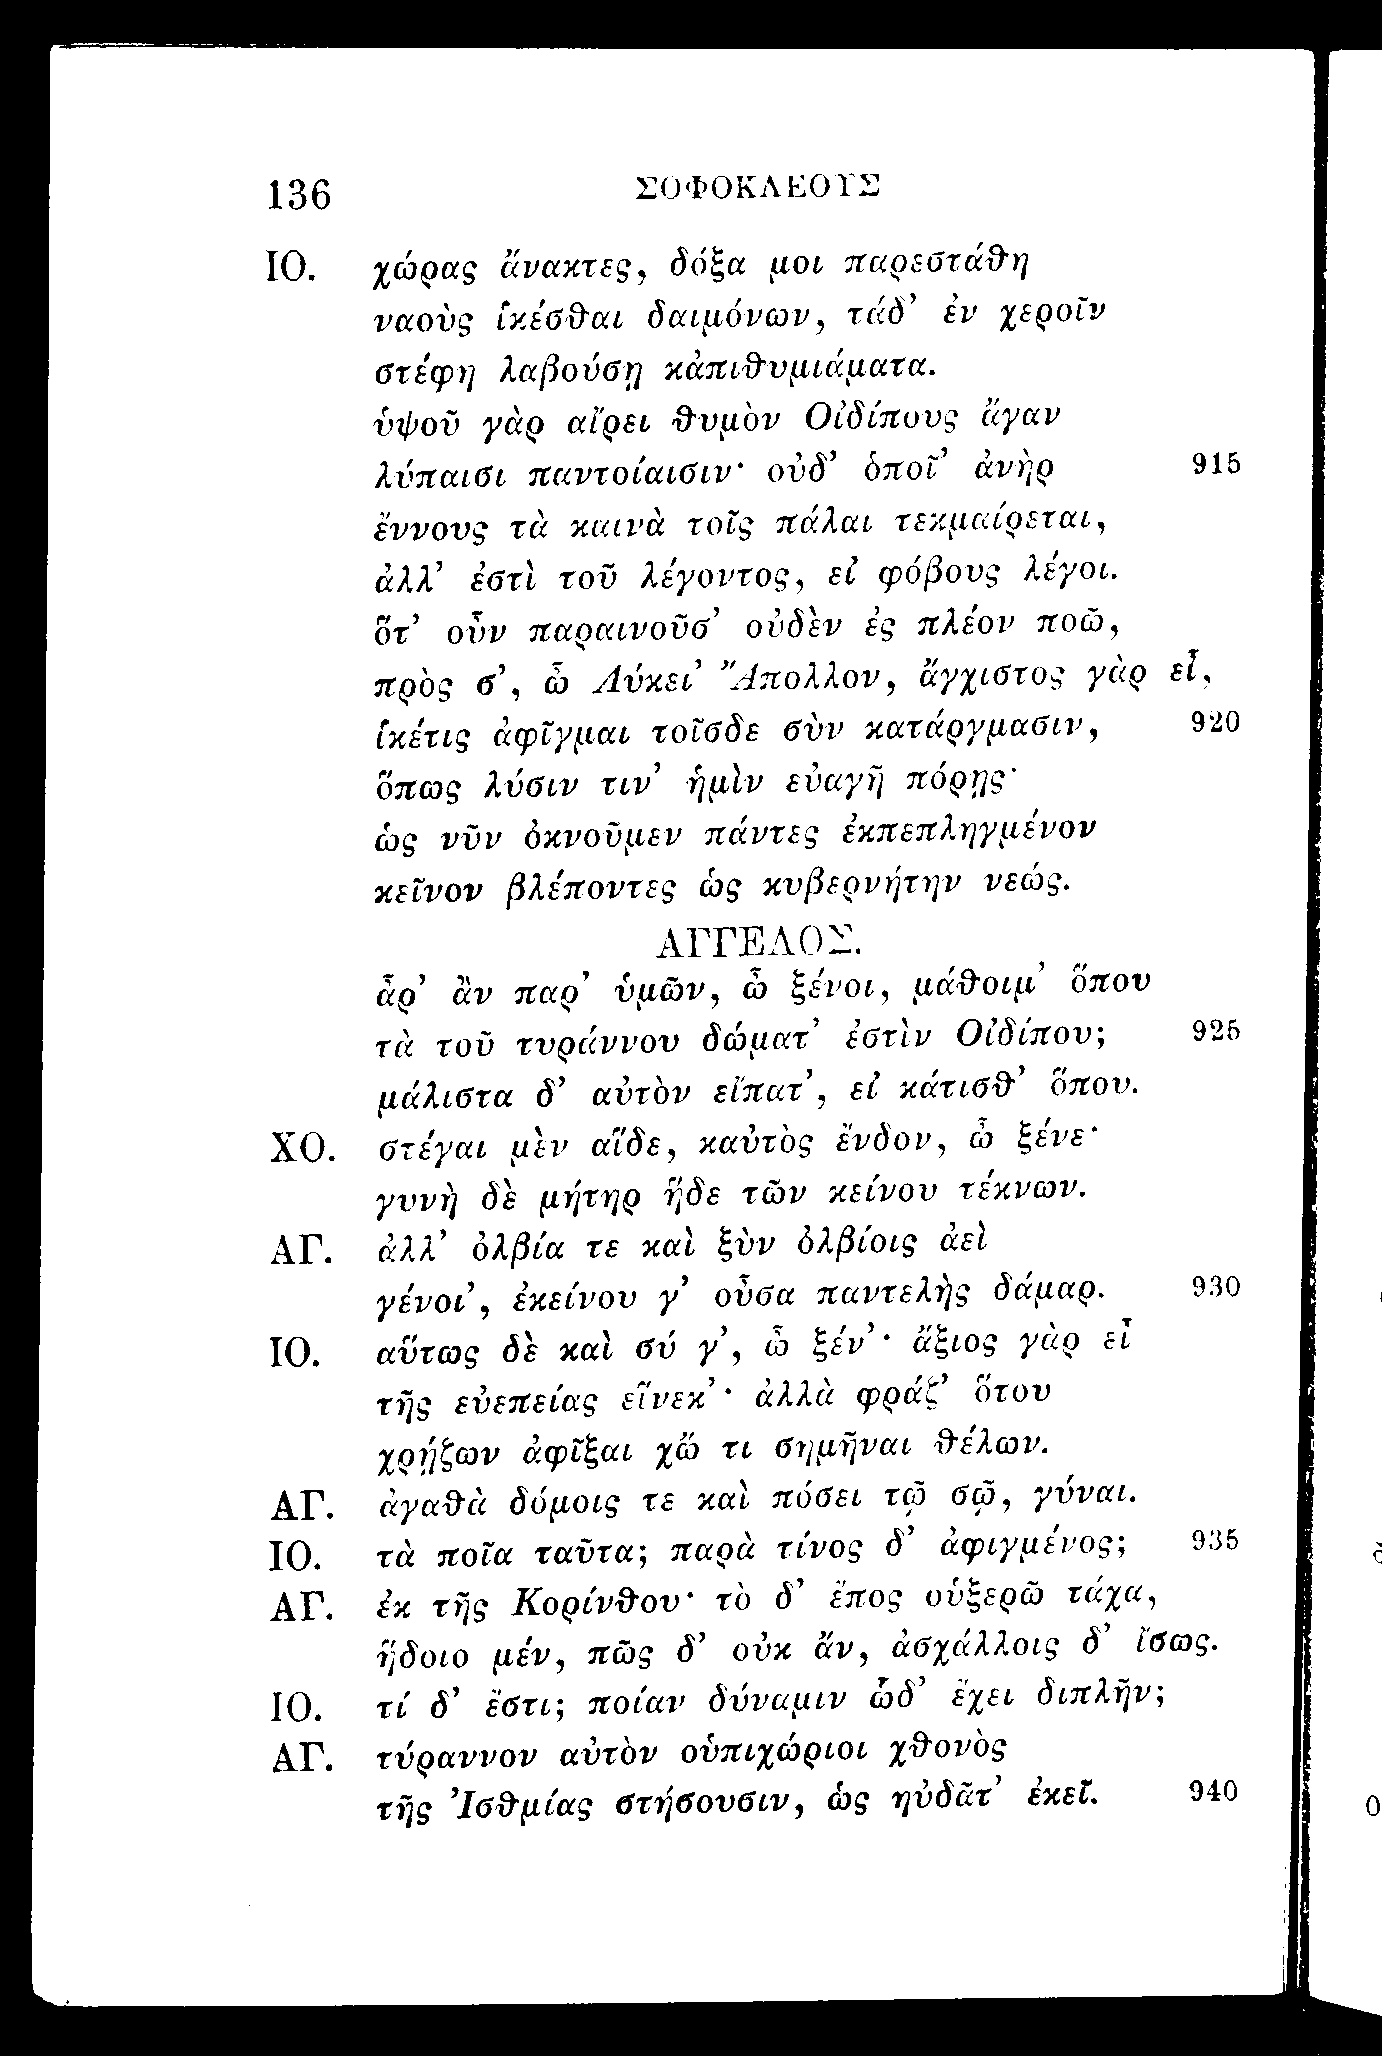 136 ΣΟΦΟΚΛΕΟΥΣ
ΙΟ. χώρας ἄνακτες, δόξα μοι παρεστάθη
ναοὺς ἱκέσθαι δαιμόνων, τάδ᾽ ἐν χεροῖν
στέφη λαβούσῃ κἀπιθυμιάματα.
ὑψοῦ γὰρ αἴρει θυμὸν Οἰδίπους ἄγαν
λύπαισι παντοίαισιν· οὐδ᾽ ὁποῖ᾽ ἀνὴρ 915
ἔννους τὰ καινὰ τοῖς πάλαι τεκμαίρεται,
ἀλλ᾽ ἐστὶ τοῦ λέγοντος, εἰ φόβους λέγοι.
ὅτ᾽ οὖν παραινοῦσ᾽ οὐδὲν ἐς πλέον ποῶ,
πρὸς σ᾽, ὦ Λύκει᾽ Ἄπολλον, ἄγχιστος γὰρ εἶ,
ἱκέτις ἀφῖγμαι τοῖσδε σὺν κατάργμασιν, 920
ὅπως λύσιν τιν᾽ ἡμὶν εὐαγῆ πόρῃς·
ὡς νῦν ὀκνοῦμεν πάντες ἐκπεπληγμένον
κεῖνον βλέποντες ὡς κυβερνήτην νεώς.
ΑΓΓΕΛΟΣ.
ἆρ᾽ ἂν παρ᾽ ὑμῶν, ὦ ξένοι, μάθοιμ᾽ ὅπου
τὰ τοῦ τυράννου δώματ᾽ ἐστὶν Οἰδίπου; 925
μάλιστα δ᾽ αὐτὸν εἴπατ᾽, εἰ κάτισθ᾽ ὅπου.
ΧΟ. στέγαι μὲν αἵδε, καὐτὸς ἔνδον, ὦ ξένε·
γυνὴ δὲ μήτηρ ἥδε τῶν κείνου τέκνων.
ΑΓ. ἀλλ᾽ ὀλβία τε καὶ ξὺν ὀλβίοις ἀεὶ
γένοι᾽, ἐκείνου γ᾽ οὖσα παντελὴς δάμαρ. 930
ΙΟ. αὕτως δὲ καὶ σύ γ᾽, ὦ ξέν᾽· ἄξιος γὰρ εἶ
τῆς εὐεπείας εἵνεκ᾽· ἀλλὰ φράζ᾽ ὅτου
χρῄζων ἀφῖξαι χὤ τι σημῆναι θέλων.
ΑΓ. ἀγαθὰ δόμοις τε καὶ πόσει τῷ σῷ, γύναι.
ΙΟ. τὰ ποῖα ταῦτα; παρὰ τίνος δ᾽ ἀφιγμένος; 935
ΑΓ. ἐκ τῆς Κορίνθου· τὸ δ᾽ ἔπος οὑξερῶ τάχα,
ἥδοιο μέν, πῶς δ᾽ οὐκ ἄν, ἀσχάλλοις δ᾽ ἴσως.
ΙΟ. τί δ᾽ ἔστι; ποίαν δύναμιν ὧδ᾽ ἔχει διπλῆν;
ΑΓ. τύραννον αὐτὸν οὑπιχώριοι χθονὸς
τῆς Ἰσθμίας στήσουσιν, ὡς ηὐδᾶτ᾽ ἐκεῖ. 940